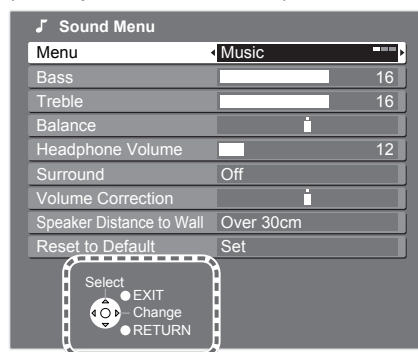 Sound Menu
Menu Music
Bass 16
Treble 16
Balance
Headphone Volume 12
Surround Off
Volume Correction
Speaker Distance to Wall Over 30cm
Reset to Default Set
Select
EXIT
Change
RETURN